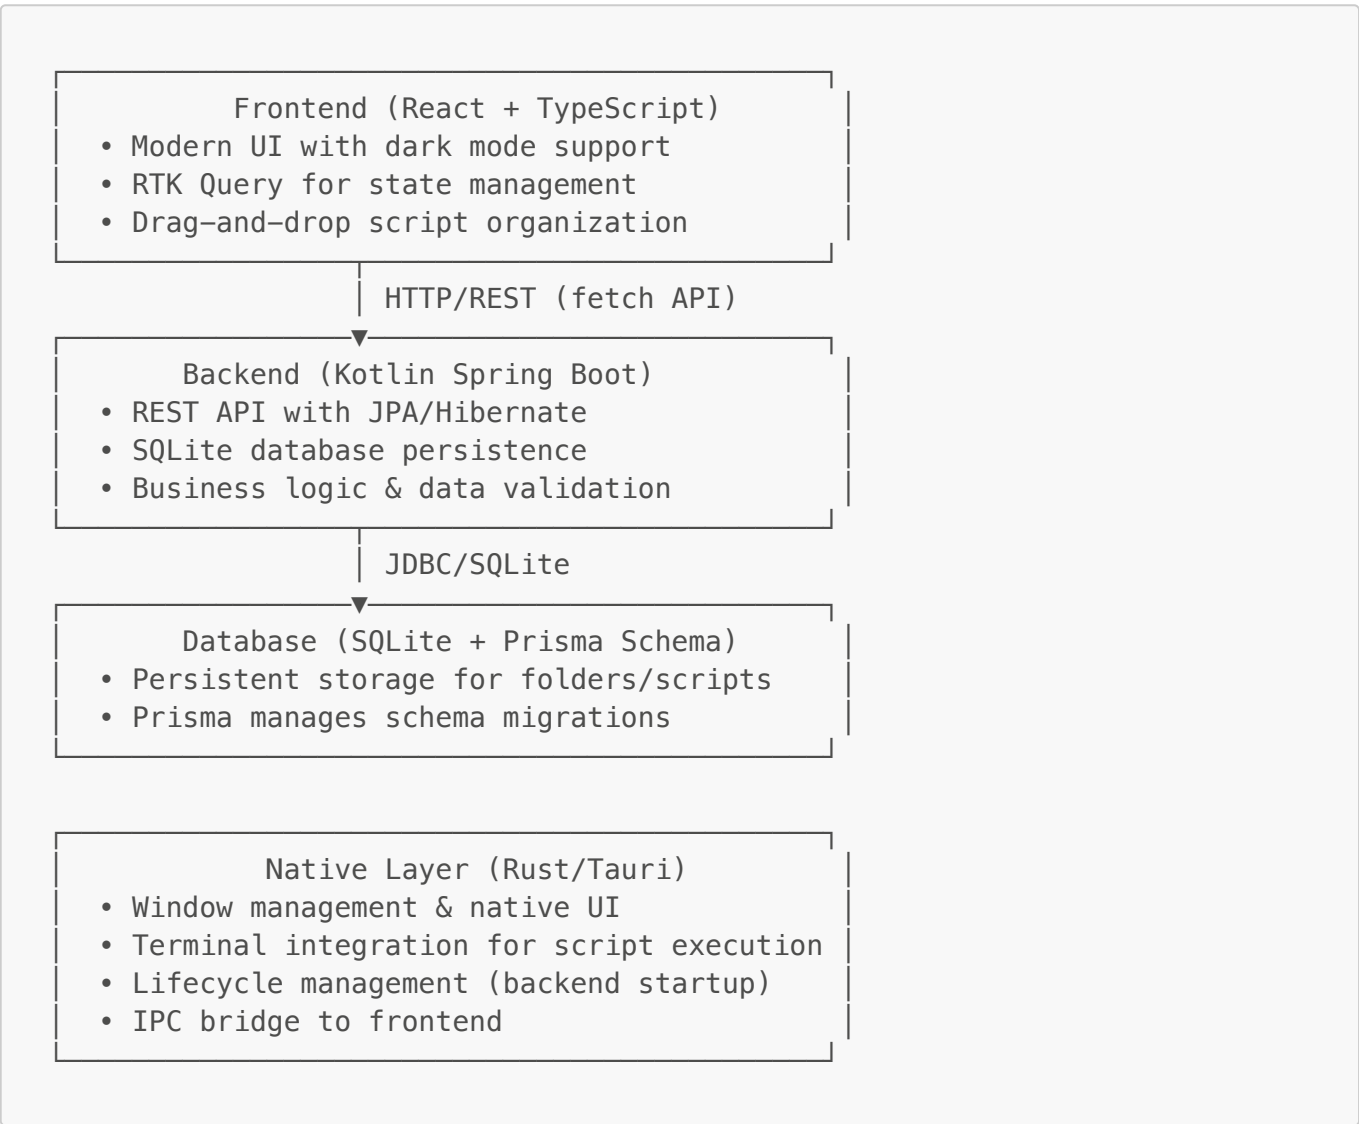 Frontend (React + TypeScript)
• Modern UI with dark mode support
• RTK Query for state management
• Drag-and-drop script organization
HTTP/REST (fetch API)
Backend (Kotlin Spring Boot)
• REST API with JPA/Hibernate
• SQLite database persistence
• Business logic & data validation
JDBC/SQLite
Database (SQLite + Prisma Schema)
• Persistent storage for folders/scripts
• Prisma manages schema migrations
Native Layer (Rust/Tauri)
• Window management & native UI
• Terminal integration for script execution
• Lifecycle management (backend startup)
• IPC bridge to frontend